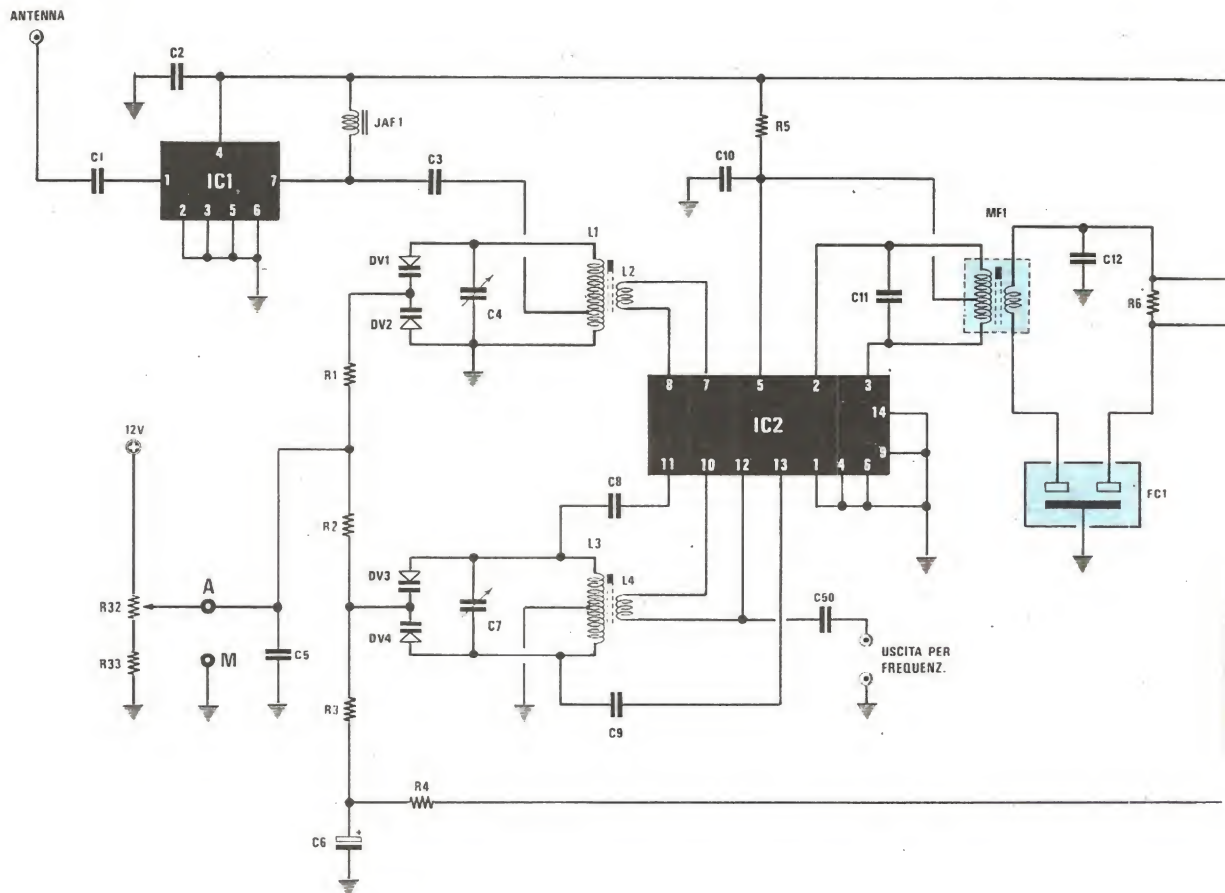 ANTENNA
C2
JAF1
R5
C1
1
4
IC1
7
2 3 5 6
C3
C10
MF1
C12
L1
DV1
L2
C11
R6
C4
DV2
R1
8 7 5 2 3
14
IC2
9
11 10 12 13 1 4 6
12V
FC1
C8
R2
L3
DV3
L4
A
R32
C7
C50
DV4
C5
R33
M
USCITA PER
FREQUENZ.
R3
C9
R4
C6
+